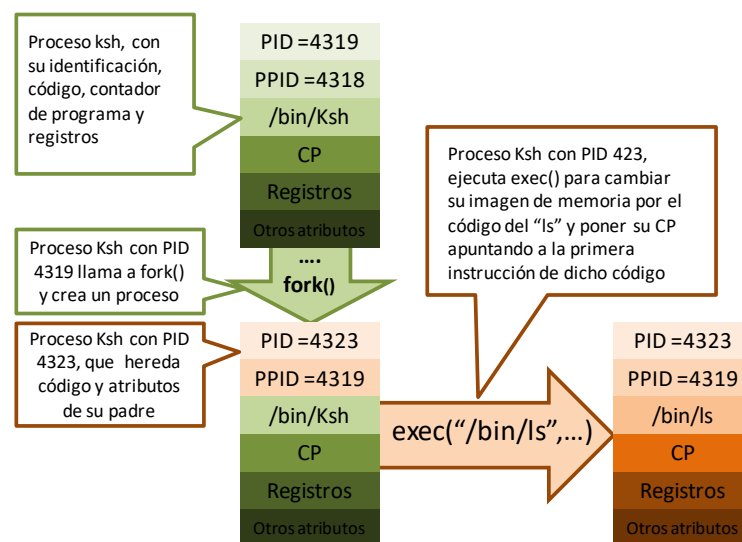 Proceso ksh, con
su identificación,
código, contador
de programa y
registros
PID =4319
PPID =4318
/bin/Ksh
CP
Registros
Otros atributos
Proceso Ksh con PID
4319 llama a fork()
y crea un proceso
....
fork()
Proceso Ksh con PID 423,
ejecuta exec() para cambiar
su imagen de memoria por el
código del “ls” y poner su CP
apuntando a la primera
instrucción de dicho código
Proceso Ksh con PID
4323, que hereda
código y atributos
de su padre
PID =4323
PPID =4319
/bin/Ksh
CP
Registros
Otros atributos
exec(“/bin/ls”,…)
PID =4323
PPID =4319
/bin/ls
CP
Registros
Otros atributos